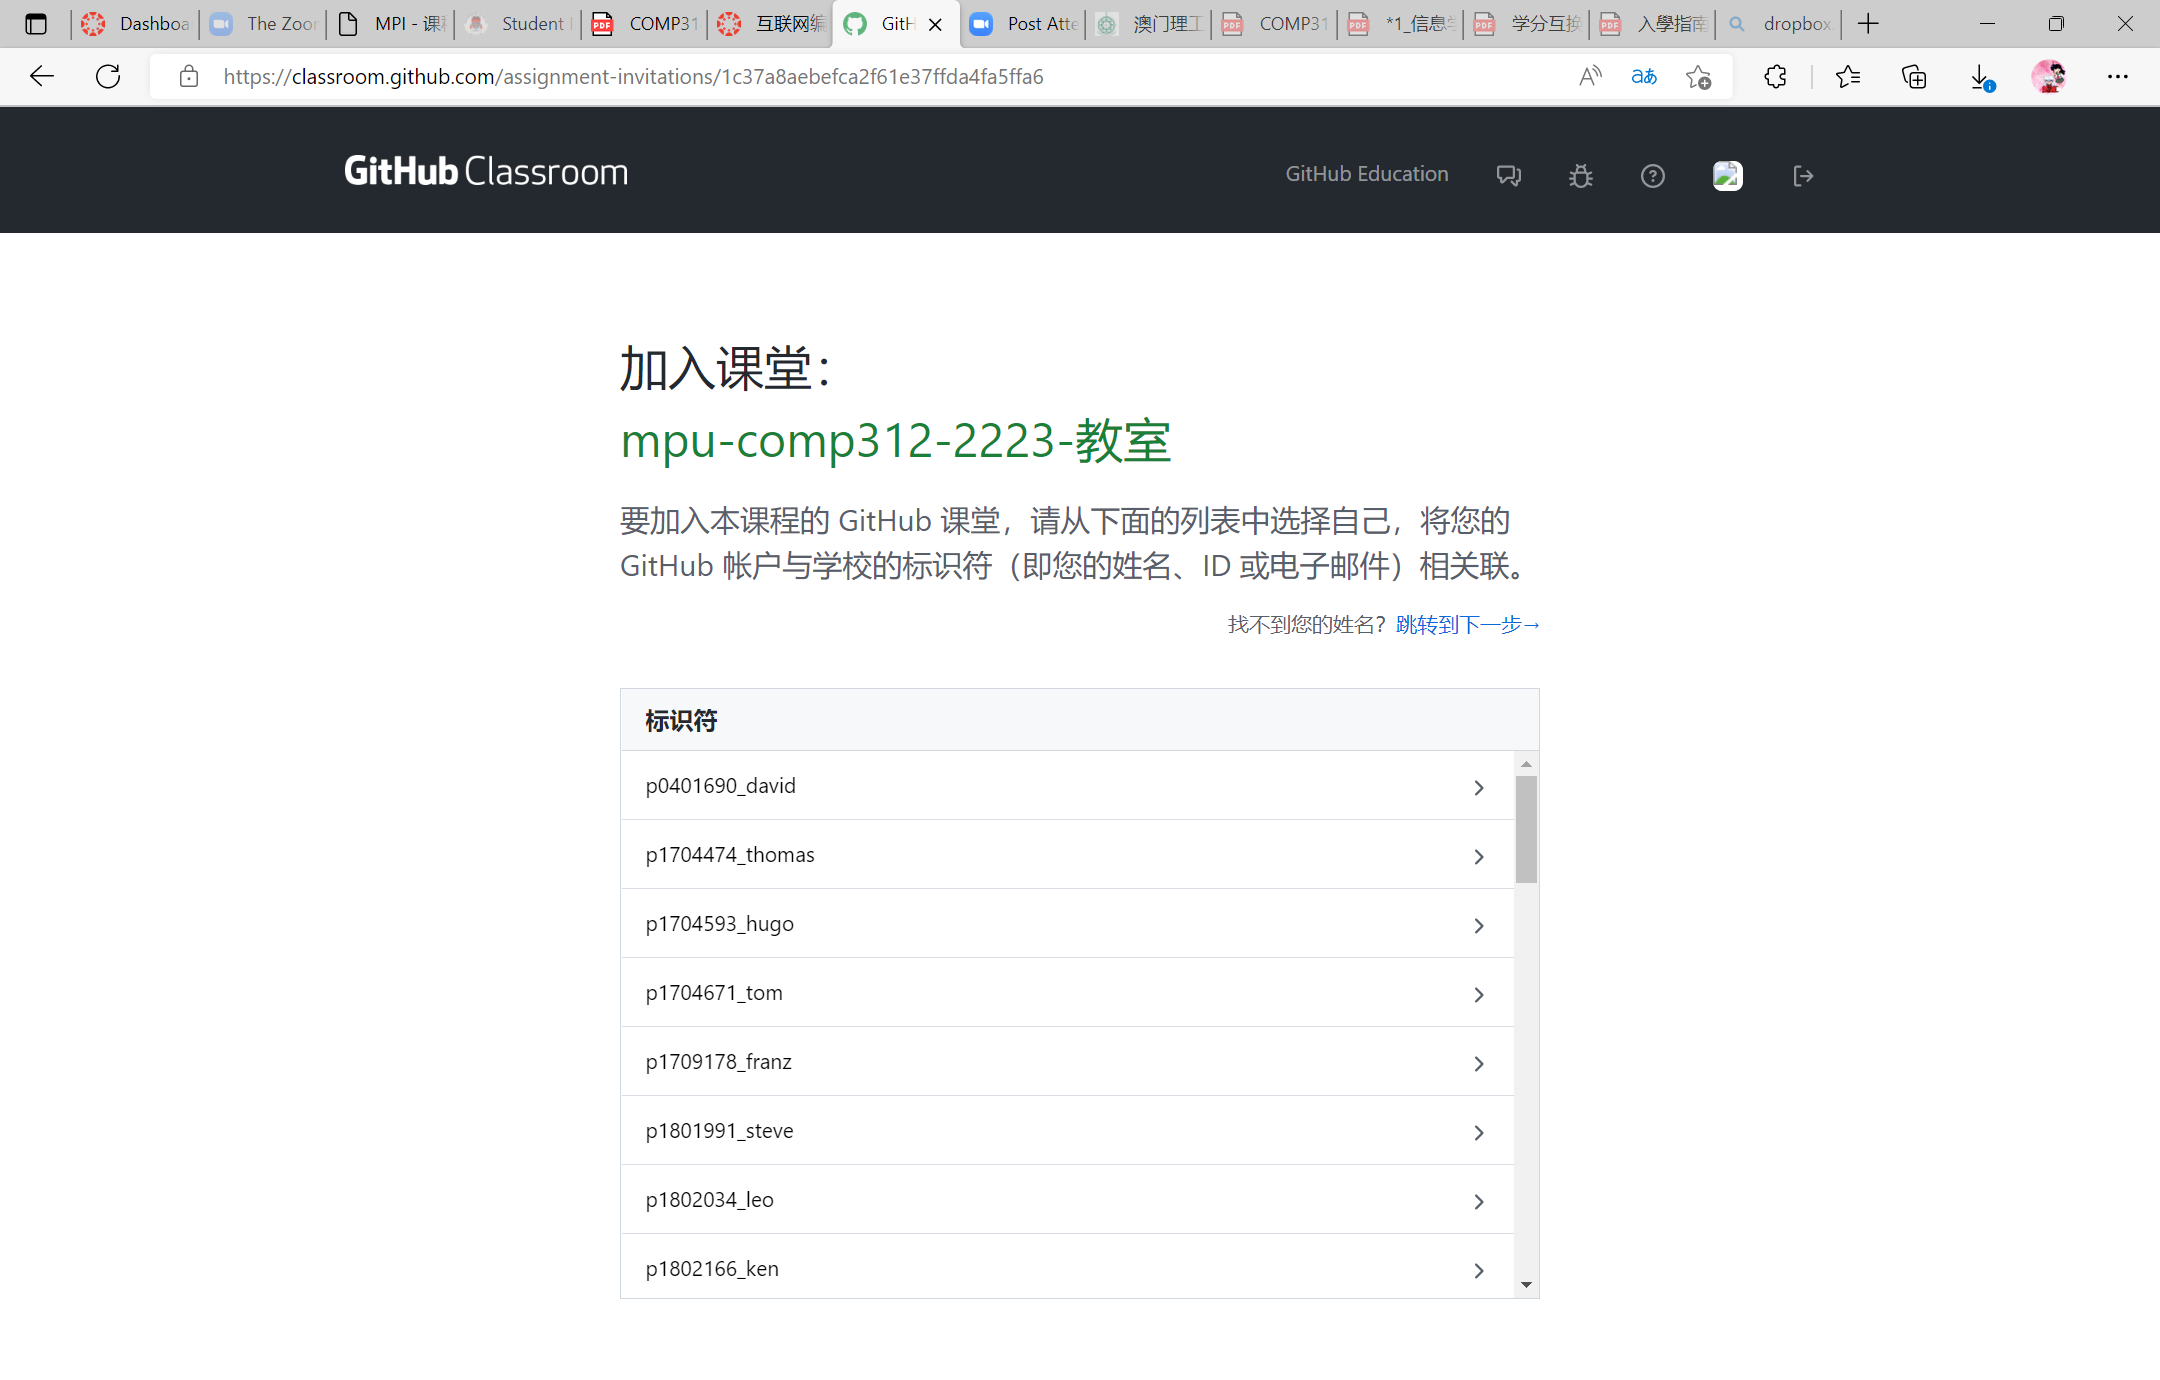 Dashboa
The Zoom
MPI - 课
Student
COMP31
互联网编
GitH
Post Atte
澳门理工
COMP31
*1_信息学
学分互换
入學指南
dropbox
https://classroom.github.com/assignment-invitations/1c37a8aebefca2f61e37ffda4fa5ffa6
GitHub Classroom
GitHub Education
加入课堂：
mpu-comp312-2223-教室
要加入本课程的 GitHub 课堂，请从下面的列表中选择自己，将您的
GitHub 帐户与学校的标识符（即您的姓名、ID 或电子邮件）相关联。
找不到您的姓名？跳转到下一步→
标识符
p0401690_david
p1704474_thomas
p1704593_hugo
p1704671_tom
p1709178_franz
p1801991_steve
p1802034_leo
p1802166_ken